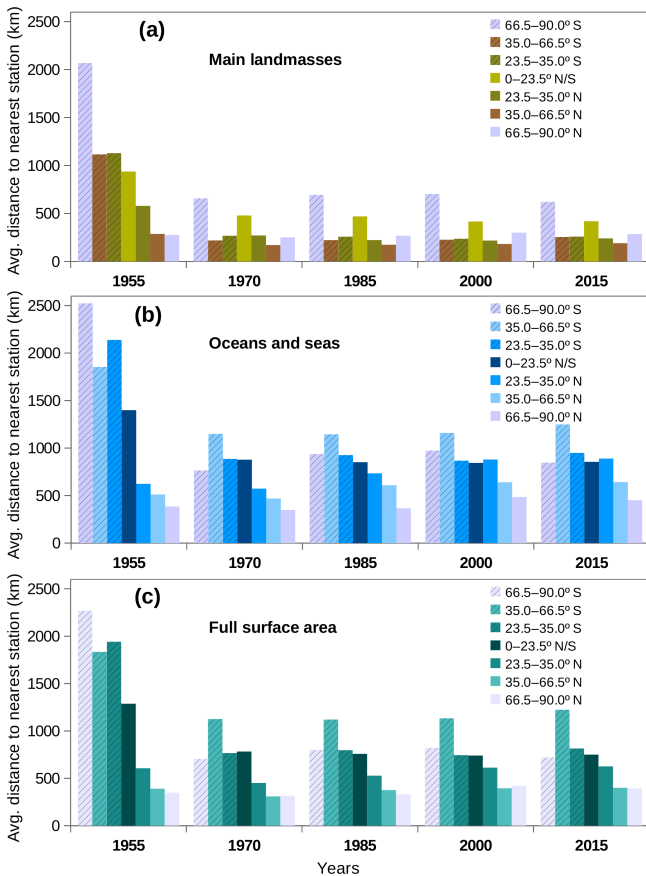 Avg. distance to nearest station (km)
2500
2000
1500
1000
500
0
(a)
Main landmasses
66.5–90.0º S
35.0–66.5º S
23.5–35.0º S
0–23.5º N/S
23.5–35.0º N
35.0–66.5º N
66.5–90.0º N
1955 1970 1985 2000 2015
Avg. distance to nearest station (km)
2500
2000
1500
1000
500
0
(b)
Oceans and seas
66.5–90.0º S
35.0–66.5º S
23.5–35.0º S
0–23.5º N/S
23.5–35.0º N
35.0–66.5º N
66.5–90.0º N
1955 1970 1985 2000 2015
Avg. distance to nearest station (km)
2500
2000
1500
1000
500
0
(c)
Full surface area
66.5–90.0º S
35.0–66.5º S
23.5–35.0º S
0–23.5º N/S
23.5–35.0º N
35.0–66.5º N
66.5–90.0º N
1955 1970 1985 2000 2015
Years